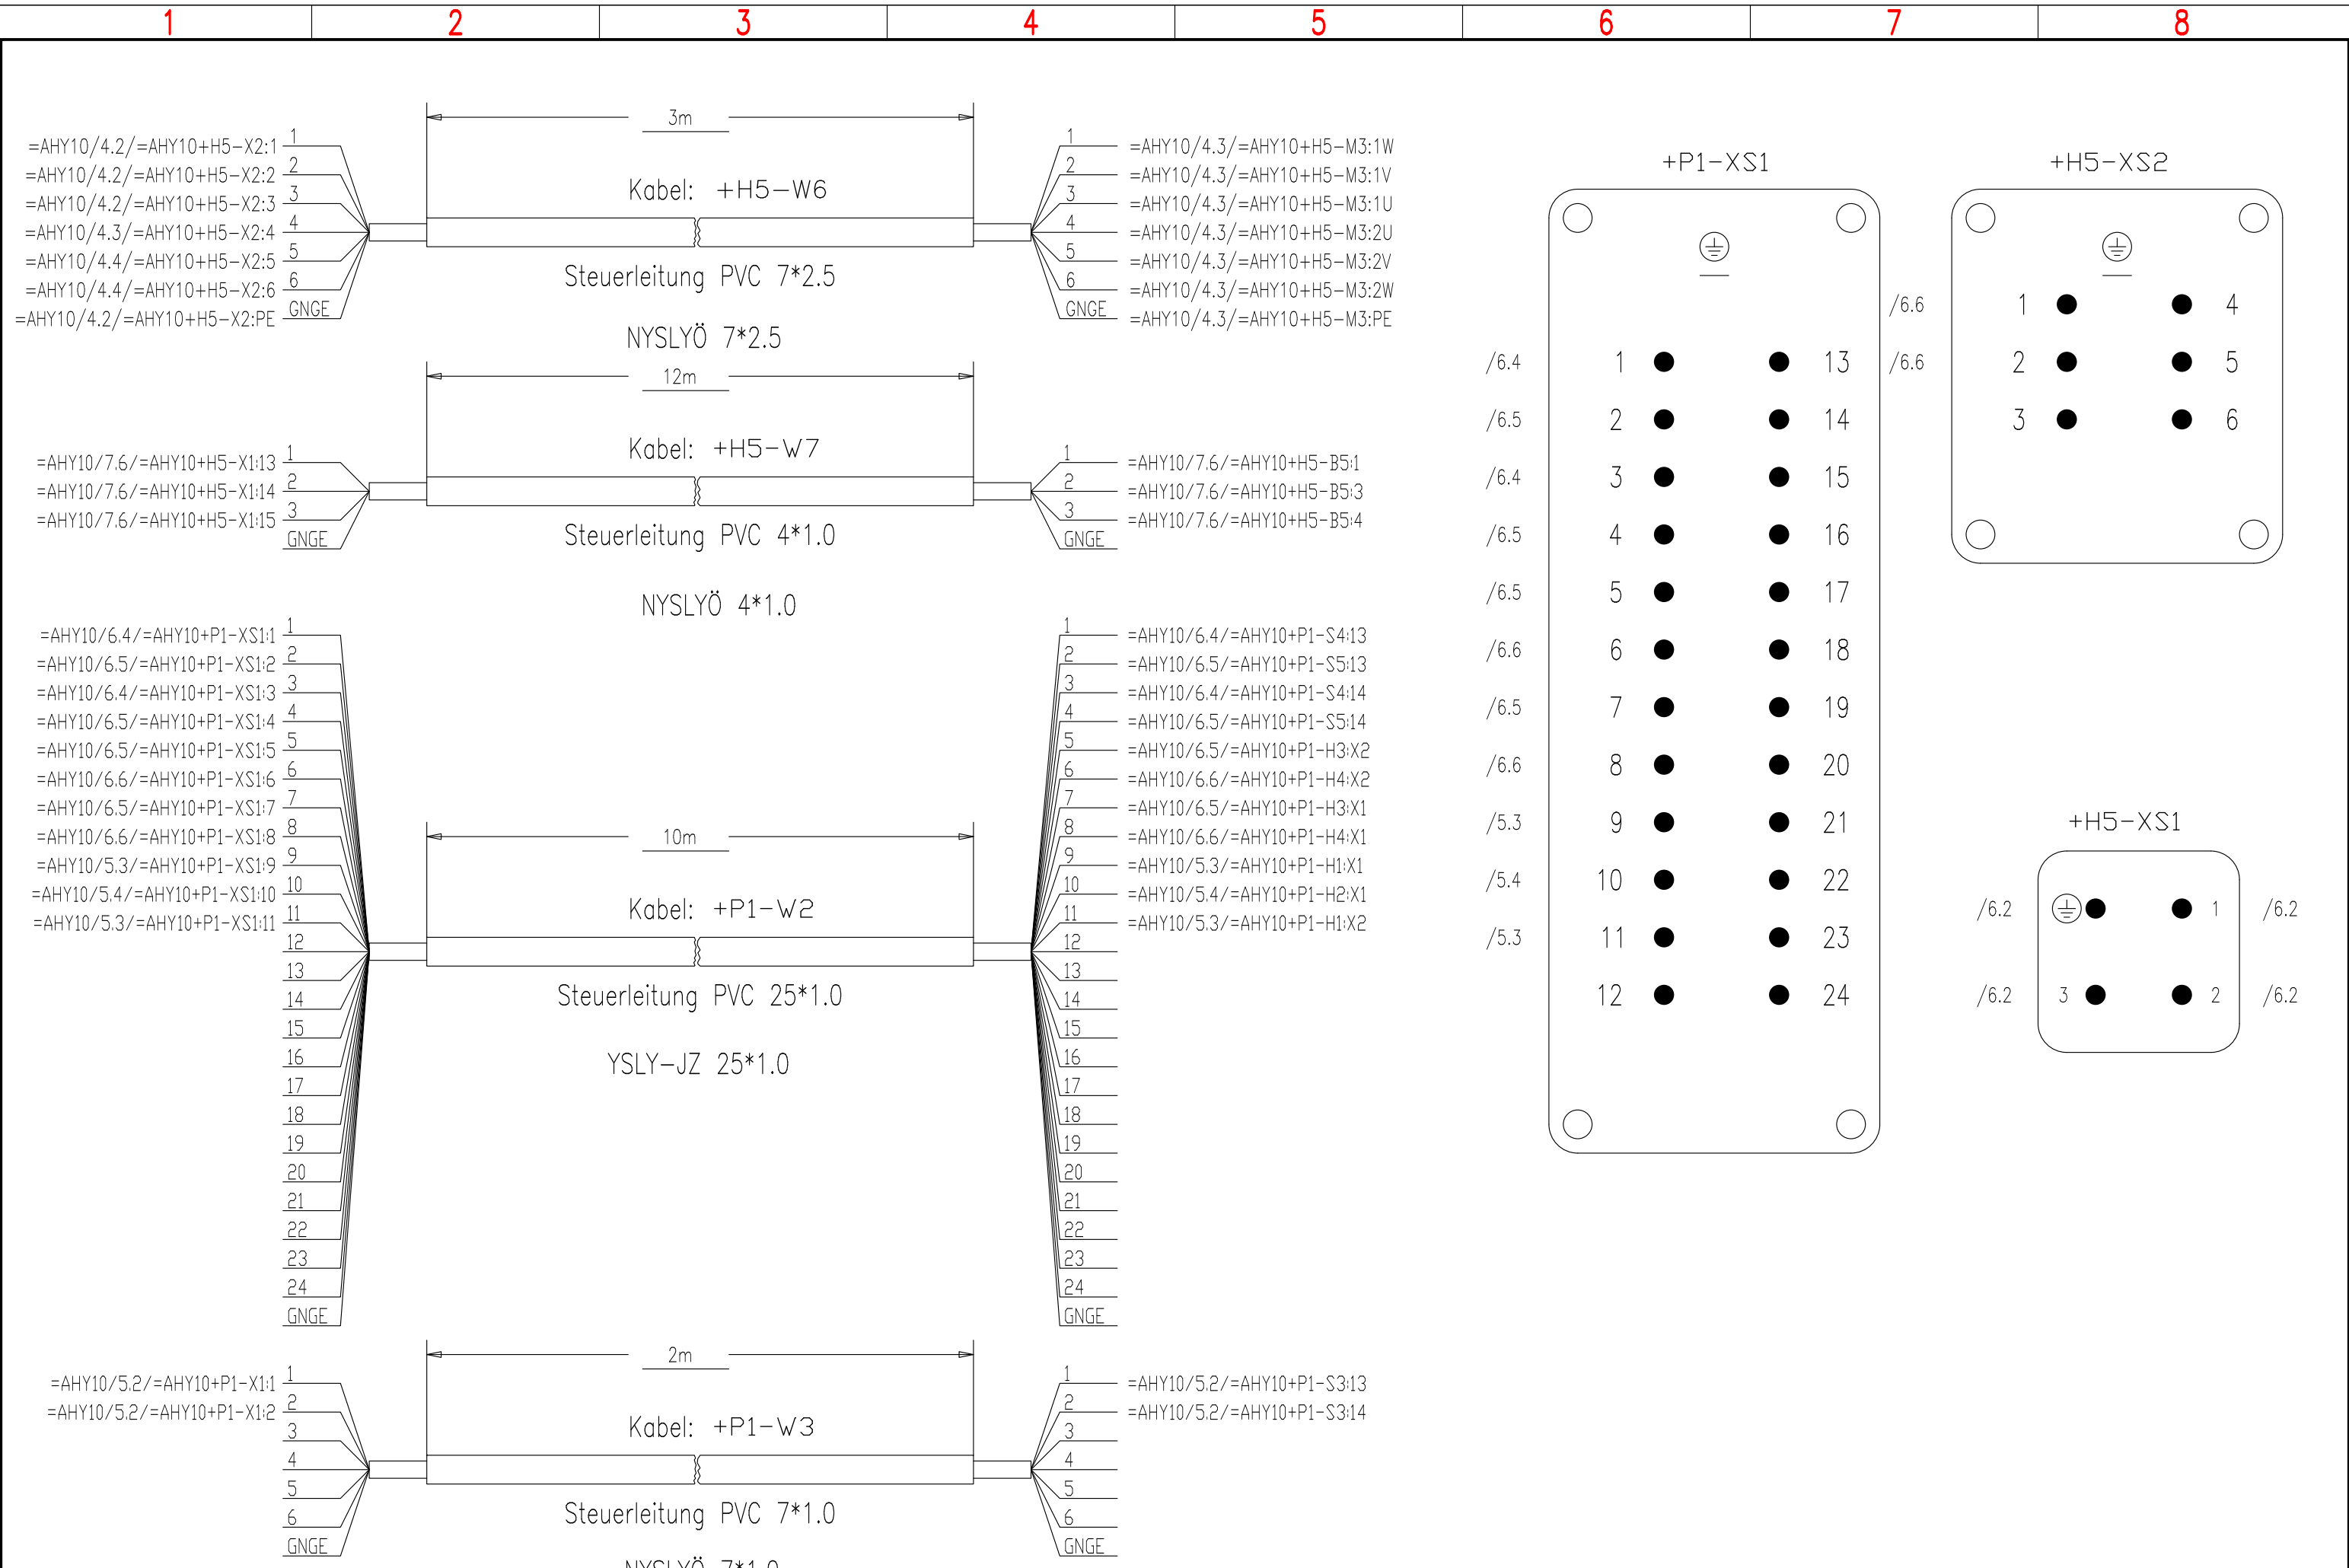 1 2 3 4 5 6 7 8
3m
=AHY10/4.2/=AHY10+H5-X2:1 1
=AHY10/4.2/=AHY10+H5-X2:2 2
=AHY10/4.2/=AHY10+H5-X2:3 3
=AHY10/4.3/=AHY10+H5-X2:4 4
=AHY10/4.4/=AHY10+H5-X2:5 5
=AHY10/4.4/=AHY10+H5-X2:6 6
=AHY10/4.2/=AHY10+H5-X2:PE GNGE
Kabel: +H5-W6
Steuerleitung PVC 7*2.5
NYSLYÖ 7*2.5
1 =AHY10/4.3/=AHY10+H5-M3:1W
2 =AHY10/4.3/=AHY10+H5-M3:1V
3 =AHY10/4.3/=AHY10+H5-M3:1U
4 =AHY10/4.3/=AHY10+H5-M3:2U
5 =AHY10/4.3/=AHY10+H5-M3:2V
6 =AHY10/4.3/=AHY10+H5-M3:2W
GNGE =AHY10/4.3/=AHY10+H5-M3:PE
12m
=AHY10/7.6/=AHY10+H5-X1:13 1
=AHY10/7.6/=AHY10+H5-X1:14 2
=AHY10/7.6/=AHY10+H5-X1:15 3
GNGE
Kabel: +H5-W7
Steuerleitung PVC 4*1.0
NYSLYÖ 4*1.0
1 =AHY10/7.6/=AHY10+H5-B5:1
2 =AHY10/7.6/=AHY10+H5-B5:3
3 =AHY10/7.6/=AHY10+H5-B5:4
GNGE
=AHY10/6.4/=AHY10+P1-XS1:1 1
=AHY10/6.5/=AHY10+P1-XS1:2 2
=AHY10/6.4/=AHY10+P1-XS1:3 3
=AHY10/6.5/=AHY10+P1-XS1:4 4
=AHY10/6.5/=AHY10+P1-XS1:5 5
=AHY10/6.6/=AHY10+P1-XS1:6 6
=AHY10/6.5/=AHY10+P1-XS1:7 7
=AHY10/6.6/=AHY10+P1-XS1:8 8
=AHY10/5.3/=AHY10+P1-XS1:9 9
=AHY10/5.4/=AHY10+P1-XS1:10 10
=AHY10/5.3/=AHY10+P1-XS1:11 11
12
13
14
15
16
17
18
19
20
21
22
23
24
GNGE
10m
Kabel: +P1-W2
Steuerleitung PVC 25*1.0
YSLY-JZ 25*1.0
1 =AHY10/6.4/=AHY10+P1-S4:13
2 =AHY10/6.5/=AHY10+P1-S5:13
3 =AHY10/6.4/=AHY10+P1-S4:14
4 =AHY10/6.5/=AHY10+P1-S5:14
5 =AHY10/6.5/=AHY10+P1-H3:X2
6 =AHY10/6.6/=AHY10+P1-H4:X2
7 =AHY10/6.5/=AHY10+P1-H3:X1
8 =AHY10/6.6/=AHY10+P1-H4:X1
9 =AHY10/5.3/=AHY10+P1-H1:X1
10 =AHY10/5.4/=AHY10+P1-H2:X1
11 =AHY10/5.3/=AHY10+P1-H1:X2
12
13
14
15
16
17
18
19
20
21
22
23
24
GNGE
2m
=AHY10/5.2/=AHY10+P1-X1:1 1
=AHY10/5.2/=AHY10+P1-X1:2 2
3
4
5
6
GNGE
Kabel: +P1-W3
Steuerleitung PVC 7*1.0
NYSLYÖ 7*1.0
1 =AHY10/5.2/=AHY10+P1-S3:13
2 =AHY10/5.2/=AHY10+P1-S3:14
3
4
5
6
GNGE
+P1-XS1
/6.4 1 13
/6.5 2 14
/6.4 3 15
/6.5 4 16
/6.5 5 17
/6.6 6 18
/6.5 7 19
/6.6 8 20
/5.3 9 21
/5.4 10 22
/5.3 11 23
12 24
+H5-XS2
/6.6 1 4
/6.6 2 5
3 6
+H5-XS1
/6.2 1 /6.2
/6.2 3 2 /6.2